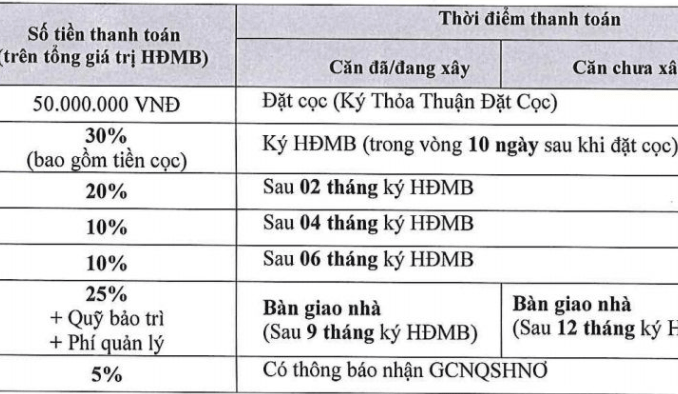 Số tiền thanh toán
(trên tổng giá trị HĐMB)
Thời điểm thanh toán
Căn đã/đang xây
Căn chưa
50.000.000 VNĐ
Đặt cọc (Ký Thỏa Thuận Đặt Cọc)
30%
(bao gồm tiền cọc)
Ký HĐMB (trong vòng 10 ngày sau khi đặt cọc)
20%
Sau 02 tháng ký HĐMB
10%
Sau 04 tháng ký HĐMB
10%
Sau 06 tháng ký HĐMB
25%
+ Quỹ bảo trì
+ Phí quản lý
Bàn giao nhà
(Sau 9 tháng ký HĐMB)
Bàn giao nhà
(Sau 12 tháng ký
5%
Có thông báo nhận GCNQSHNƠ